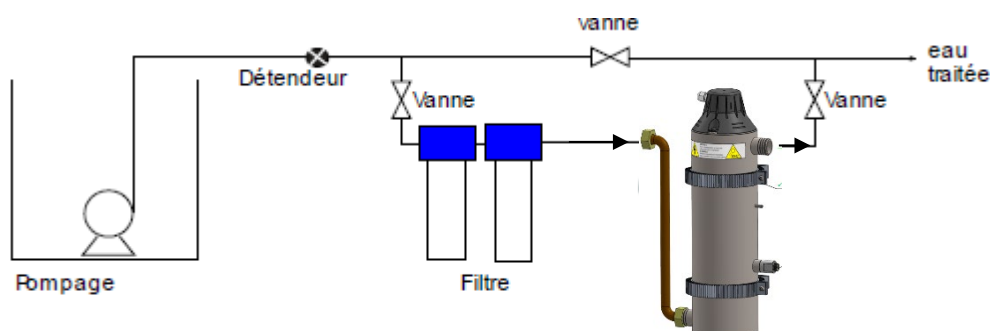 vanne
eau
traitée
Détendeur
Vanne
Vanne
Pompage
Filtre